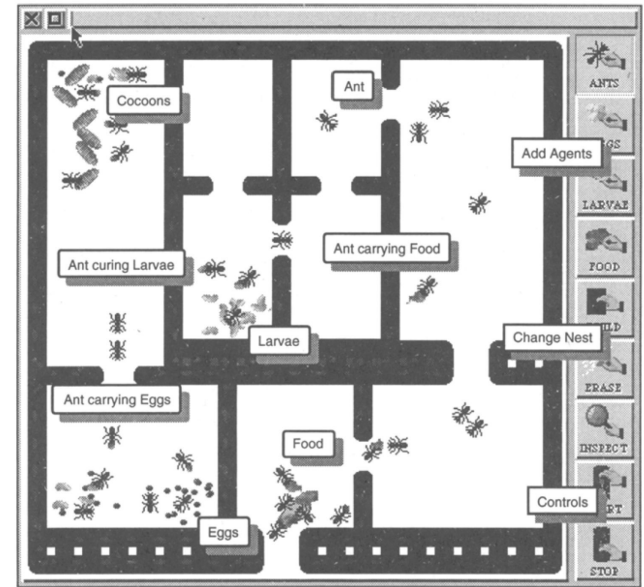 ANTS
Ant
Cocoons
Add Agents
LARVAE
Ant carrying Food
Ant curing Larvae
FOOD
Larvae
Change Nest
ERASE
Ant carrying Eggs
INSPECT
Food
Controls
Eggs
STOP